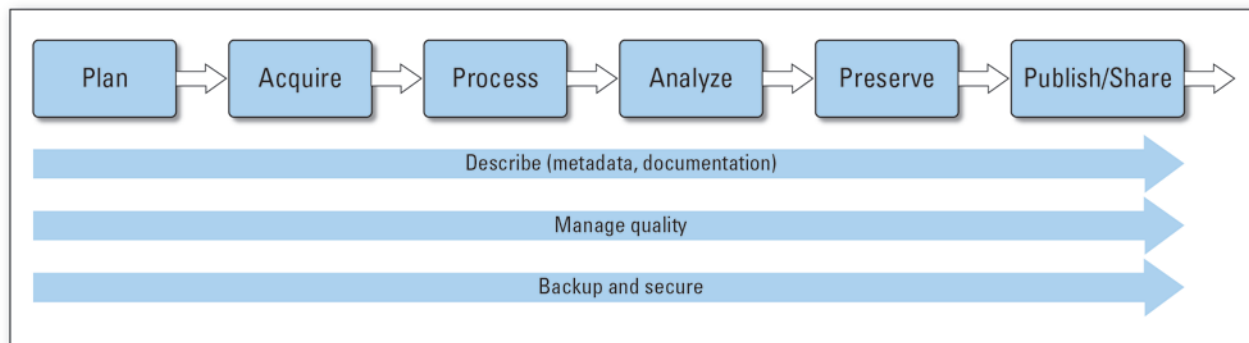 Plan
Acquire
Process
Analyze
Preserve
Publish/Share
Describe (metadata, documentation)
Manage quality
Backup and secure